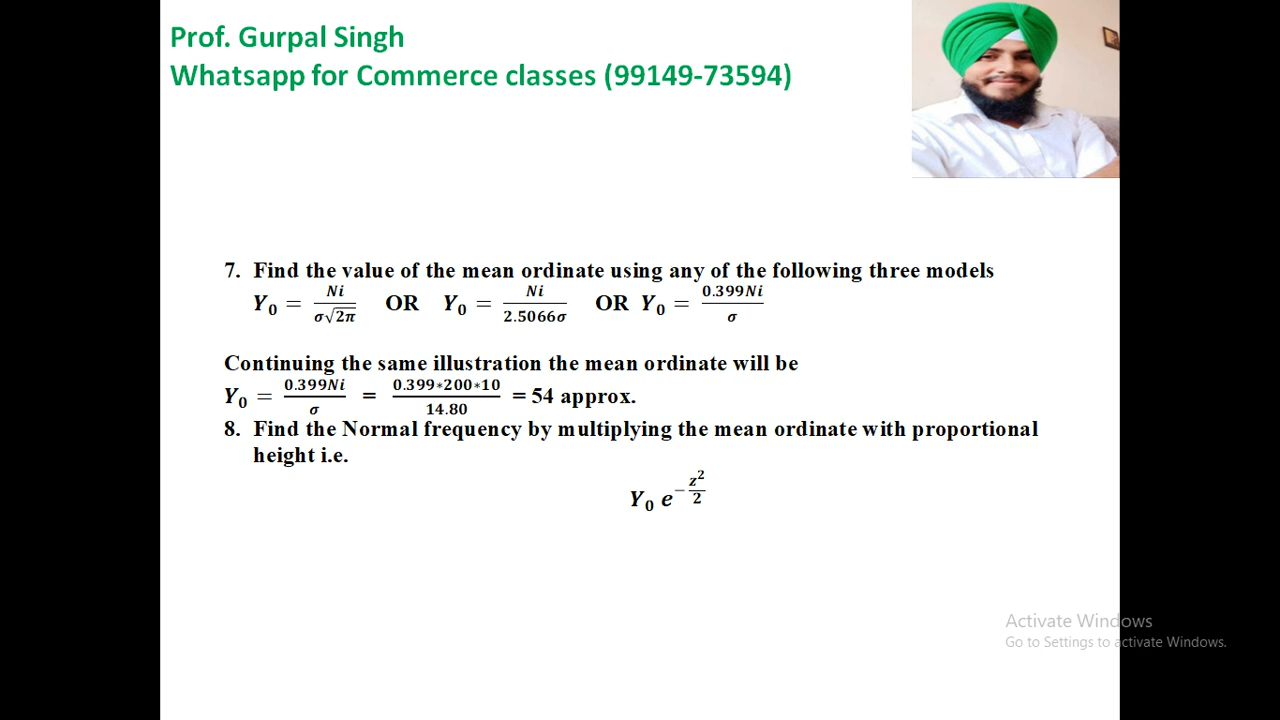 Prof. Gurpal Singh
Whatsapp for Commerce classes (99149-73594)
7. Find the value of the mean ordinate using any of the following three models
Y₀ = Ni / σ√2π OR Y₀ = Ni / 2.5066σ OR Y₀ = 0.399Ni / σ
Continuing the same illustration the mean ordinate will be
Y₀ = 0.399Ni / σ = 0.399*200*10 / 14.80 = 54 approx.
8. Find the Normal frequency by multiplying the mean ordinate with proportional
height i.e.
Y₀ e^(-z²/2)
Activate Windows
Go to Settings to activate Windows.